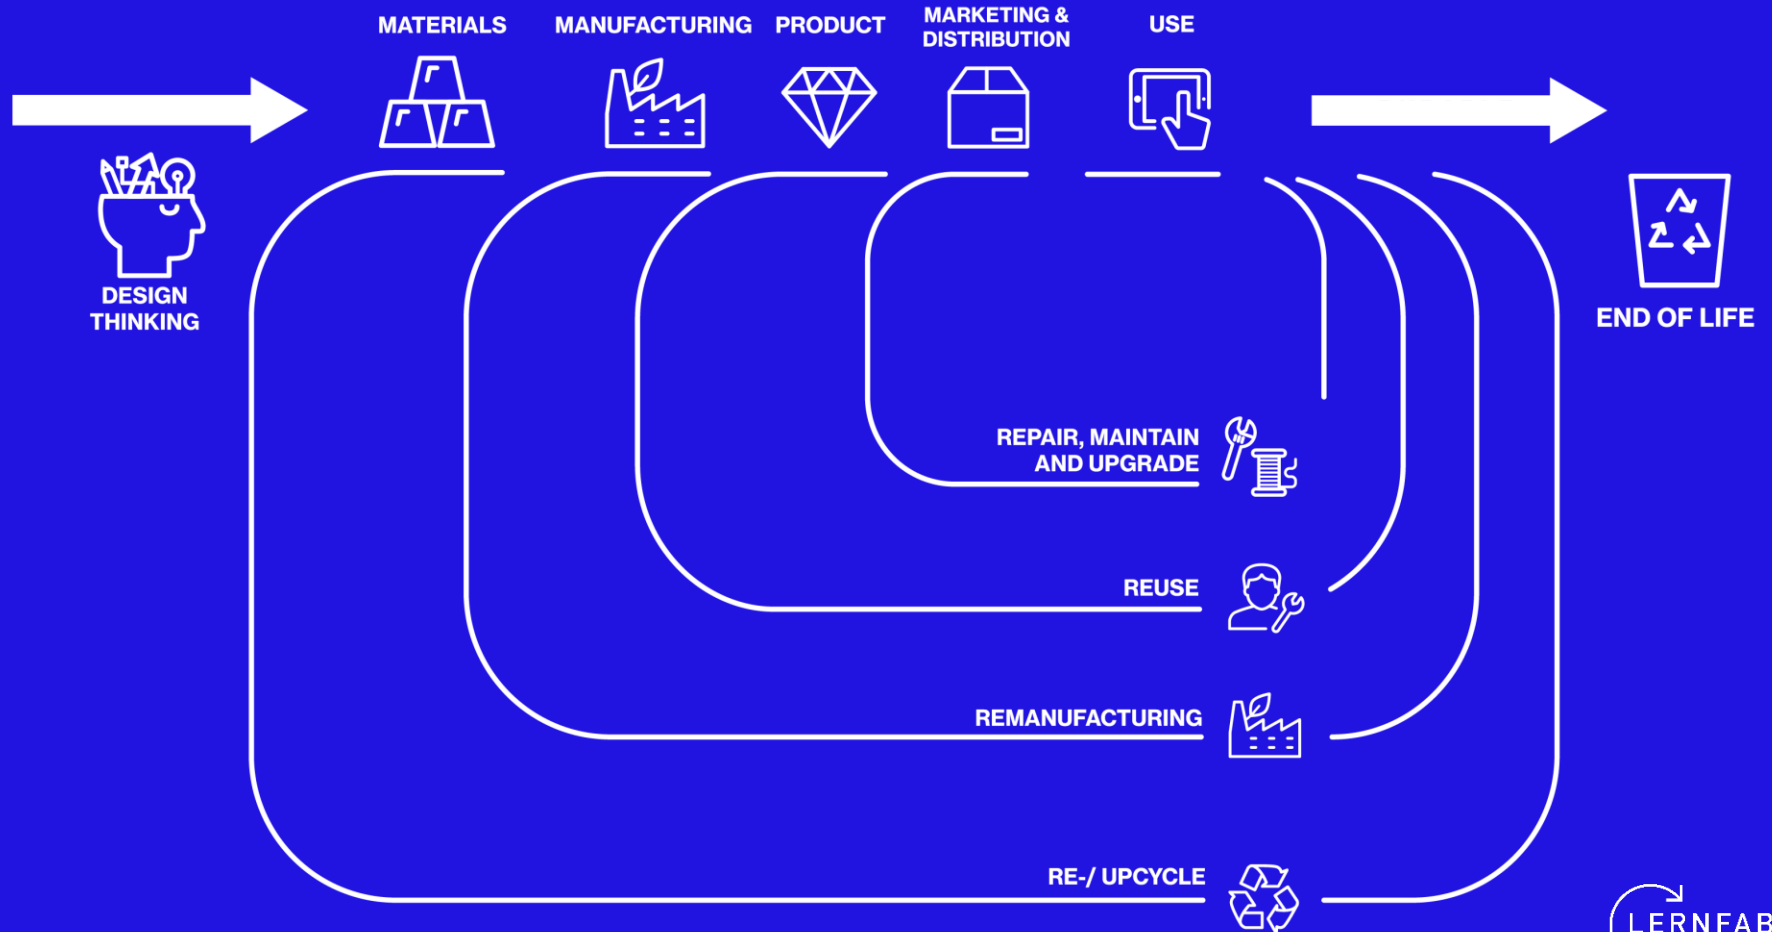 MATERIALS
MANUFACTURING
PRODUCT
MARKETING &
DISTRIBUTION
USE
DESIGN
THINKING
END OF LIFE
REPAIR, MAINTAIN
AND UPGRADE
REUSE
REMANUFACTURING
RE-/ UPCYCLE
LERNFAB